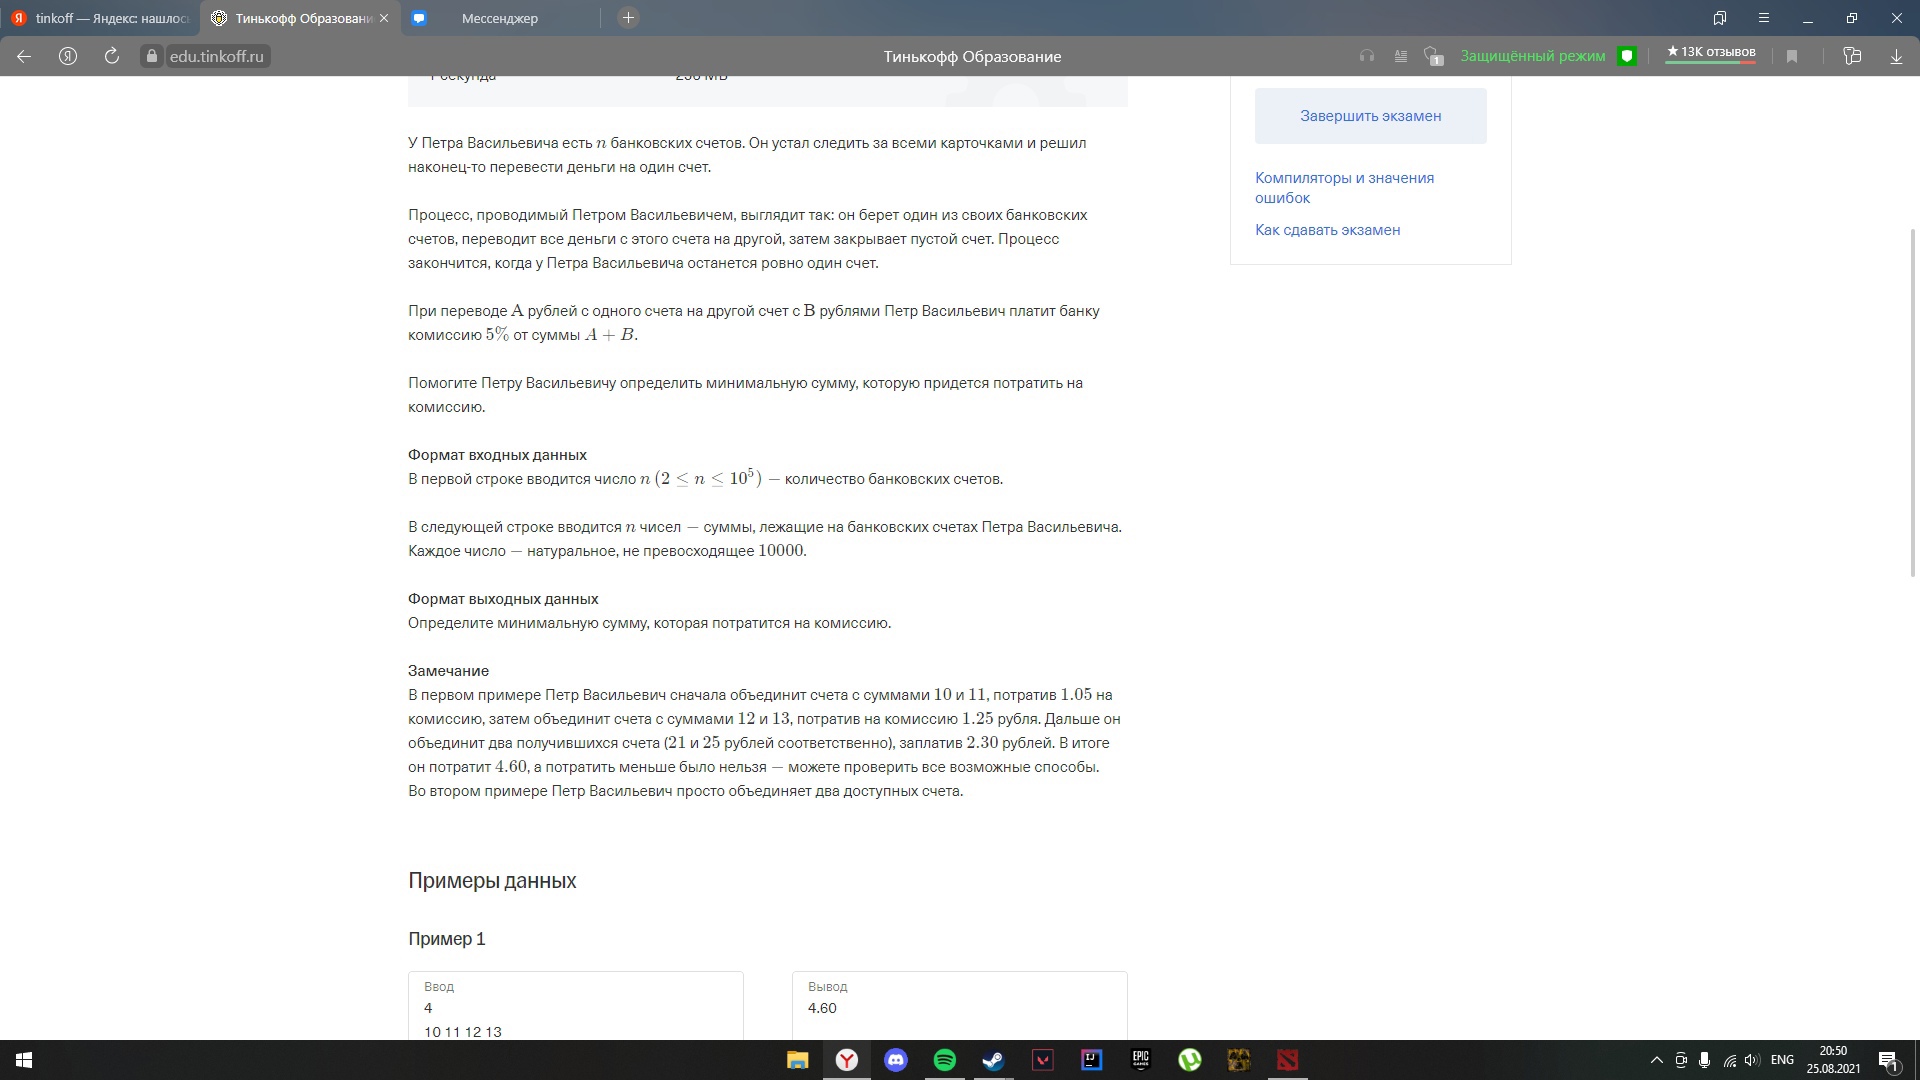 tinkoff — Яндекс: нашлось
Тинькофф Образовани
Мессенджер
edu.tinkoff.ru
Тинькофф Образование
1
Защищённый режим
★ 13K отзывов
1 секунда 256 MB
У Петра Васильевича есть n банковских счетов. Он устал следить за всеми карточками и решил
наконец-то перевести деньги на один счет.
Процесс, проводимый Петром Васильевичем, выглядит так: он берет один из своих банковских
счетов, переводит все деньги с этого счета на другой, затем закрывает пустой счет. Процесс
закончится, когда у Петра Васильевича останется ровно один счет.
При переводе A рублей с одного счета на другой счет с B рублями Петр Васильевич платит банку
комиссию 5% от суммы A + B.
Помогите Петру Васильевичу определить минимальную сумму, которую придется потратить на
комиссию.
Формат входных данных
В первой строке вводится число n (2 ≤ n ≤ 10⁵) — количество банковских счетов.
В следующей строке вводится n чисел — суммы, лежащие на банковских счетах Петра Васильевича.
Каждое число — натуральное, не превосходящее 10000.
Формат выходных данных
Определите минимальную сумму, которая потратится на комиссию.
Замечание
В первом примере Петр Васильевич сначала объединит счета с суммами 10 и 11, потратив 1.05 на
комиссию, затем объединит счета с суммами 12 и 13, потратив на комиссию 1.25 рубля. Дальше он
объединит два получившихся счета (21 и 25 рублей соответственно), заплатив 2.30 рублей. В итоге
он потратит 4.60, а потратить меньше было нельзя — можете проверить все возможные способы.
Во втором примере Петр Васильевич просто объединяет два доступных счета.
Примеры данных
Пример 1
Ввод
4
10 11 12 13
Вывод
4.60
Завершить экзамен
Компиляторы и значения
ошибок
Как сдавать экзамен
EPIC
GAMES
IJ
ENG
20:50
25.08.2021
1